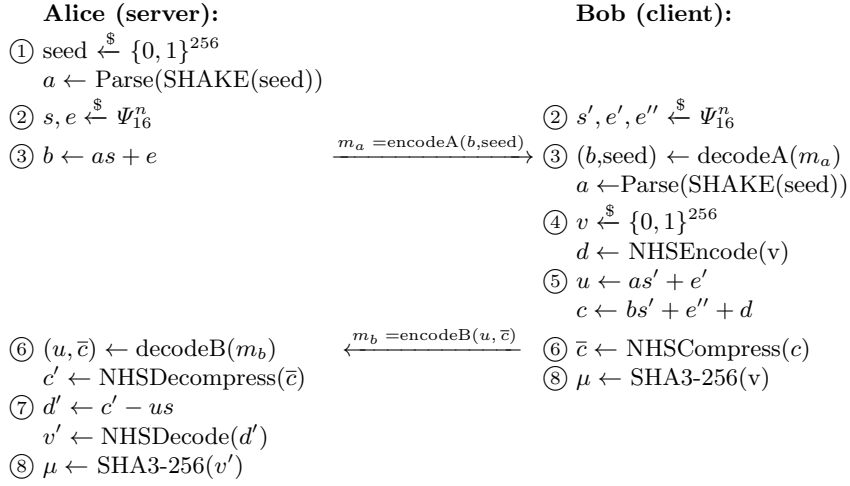 Alice (server): Bob (client):
① seed <-$ {0, 1}^256
a ← Parse(SHAKE(seed))
② s, e <-$ Ψ_16^n ② s′, e′, e′′ <-$ Ψ_16^n
③ b ← as + e m_a =encodeA(b,seed) → ③ (b,seed) ← decodeA(m_a)
a ←Parse(SHAKE(seed))
④ v <-$ {0, 1}^256
d ← NHSEncode(v)
⑤ u ← as′ + e′
c ← bs′ + e′′ + d
⑥ (u, c̅) ← decodeB(m_b) ← m_b =encodeB(u, c̅) ⑥ c̅ ← NHSCompress(c)
c′ ← NHSDecompress(c̅) ⑧ μ ← SHA3-256(v)
⑦ d′ ← c′ − us
v′ ← NHSDecode(d′)
⑧ μ ← SHA3-256(v′)